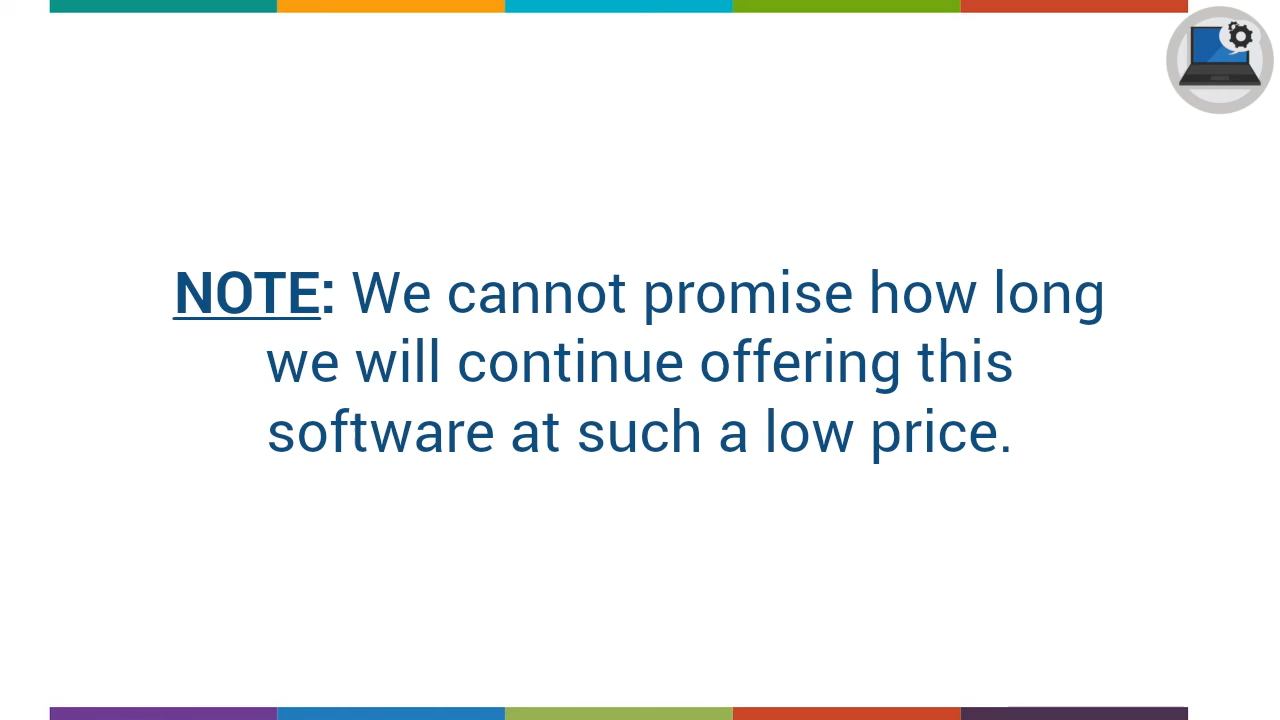 NOTE: We cannot promise how long
we will continue offering this
software at such a low price.